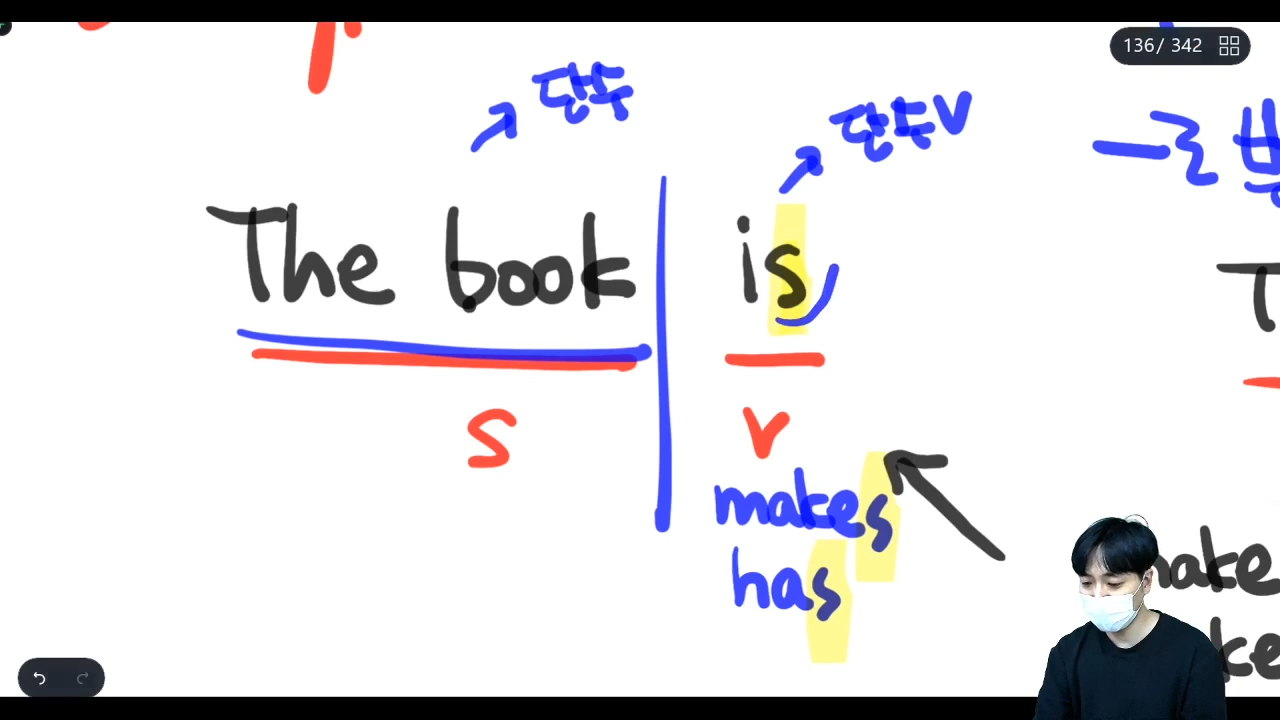 136/ 342
단수
단수V
The book is
S
V
makes
has